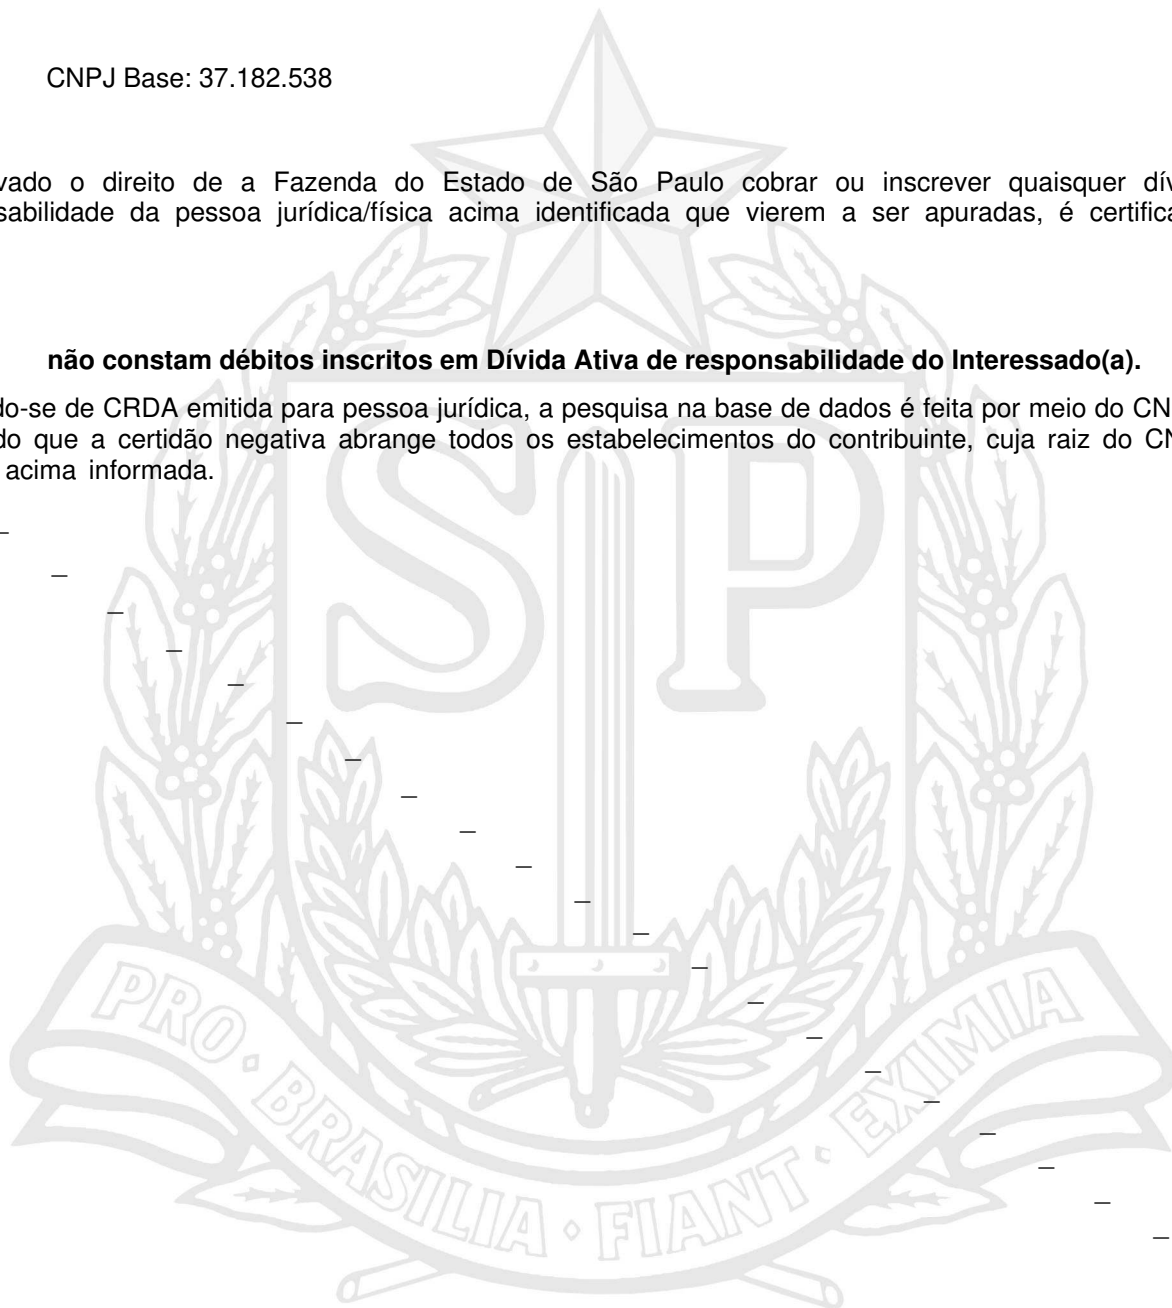 CNPJ Base: 37.182.538
vado o direito de a Fazenda do Estado de São Paulo cobrar ou inscrever quaisquer dív
sabilidade da pessoa jurídica/física acima identificada que vierem a ser apuradas, é certifica
não constam débitos inscritos em Dívida Ativa de responsabilidade do Interessado(a).
do-se de CRDA emitida para pessoa jurídica, a pesquisa na base de dados é feita por meio do CN
do que a certidão negativa abrange todos os estabelecimentos do contribuinte, cuja raiz do CN
acima informada.
SP
PRO · BRASILIA · FIANT · EXIMIA